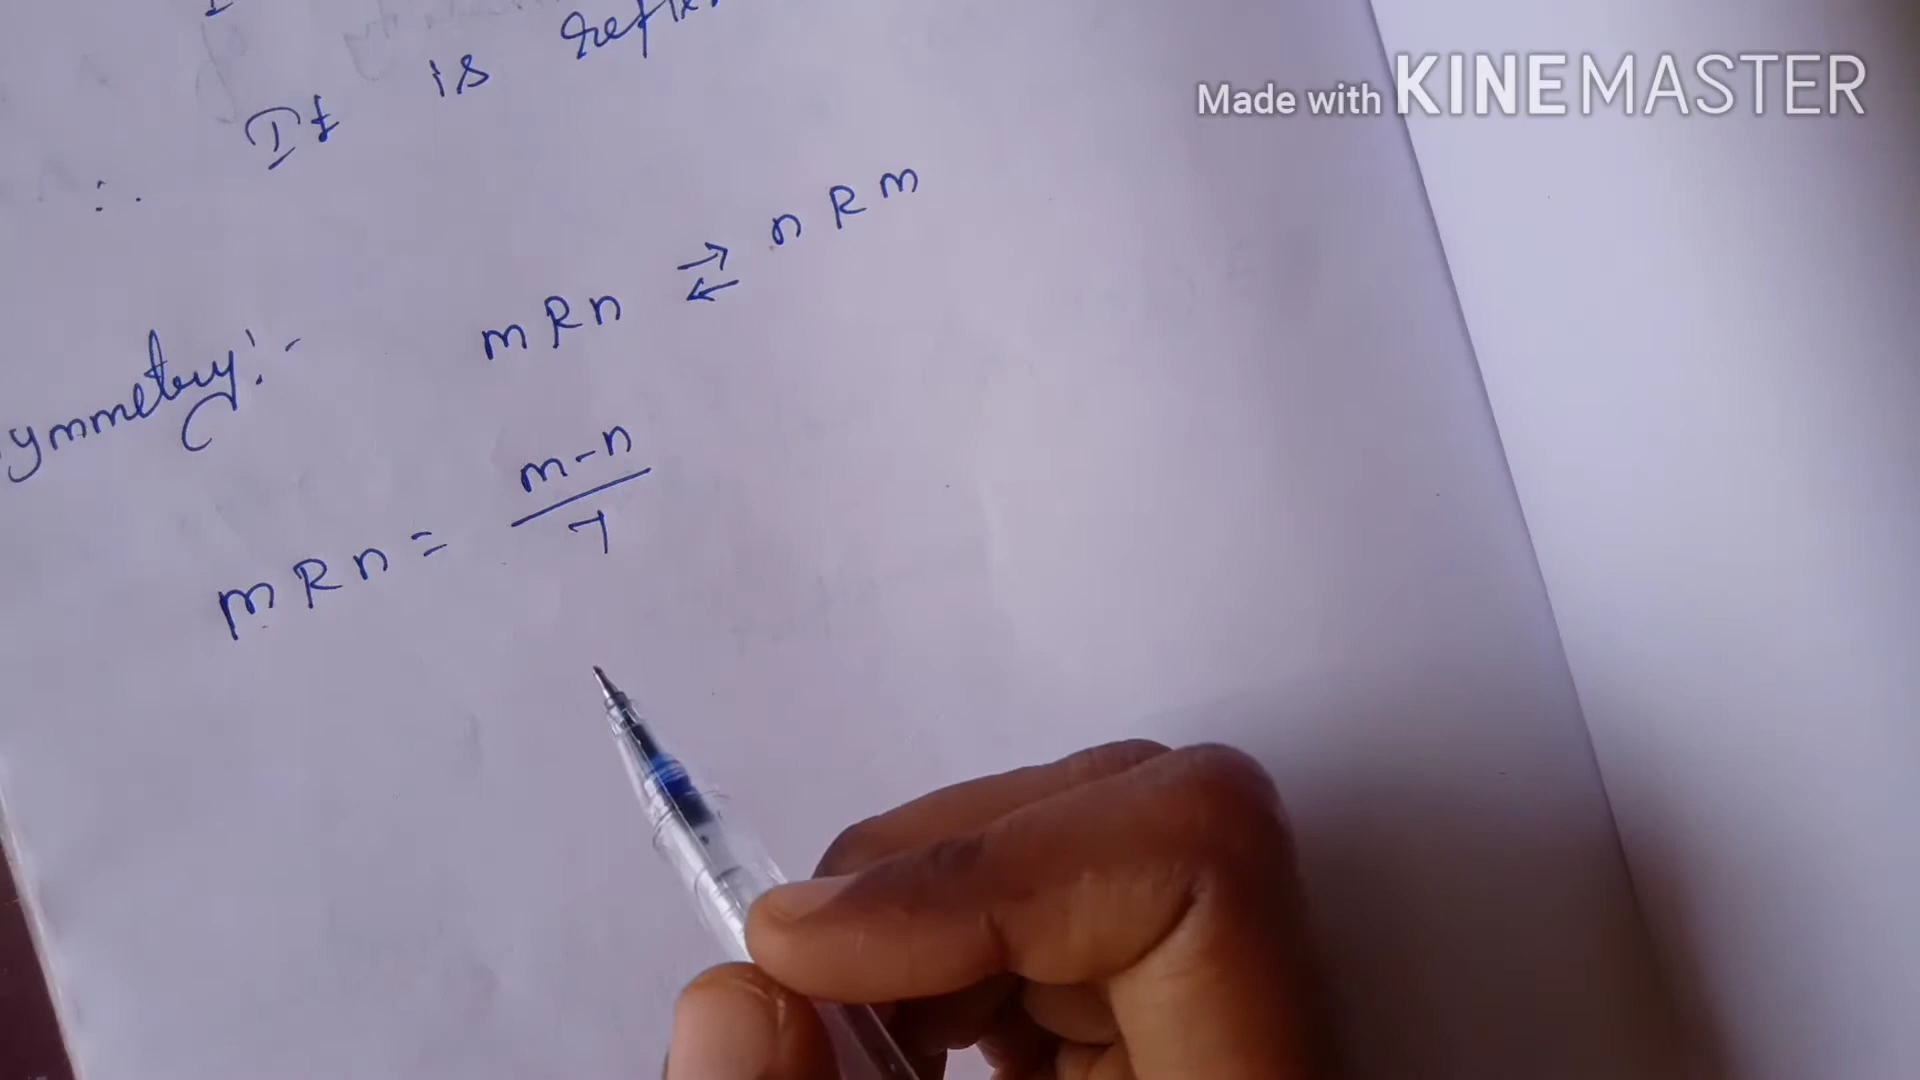 Made with KINEMASTER
∴ It is
mRn ⇄ nRm
ymmetry:-
mRn = m-n/7